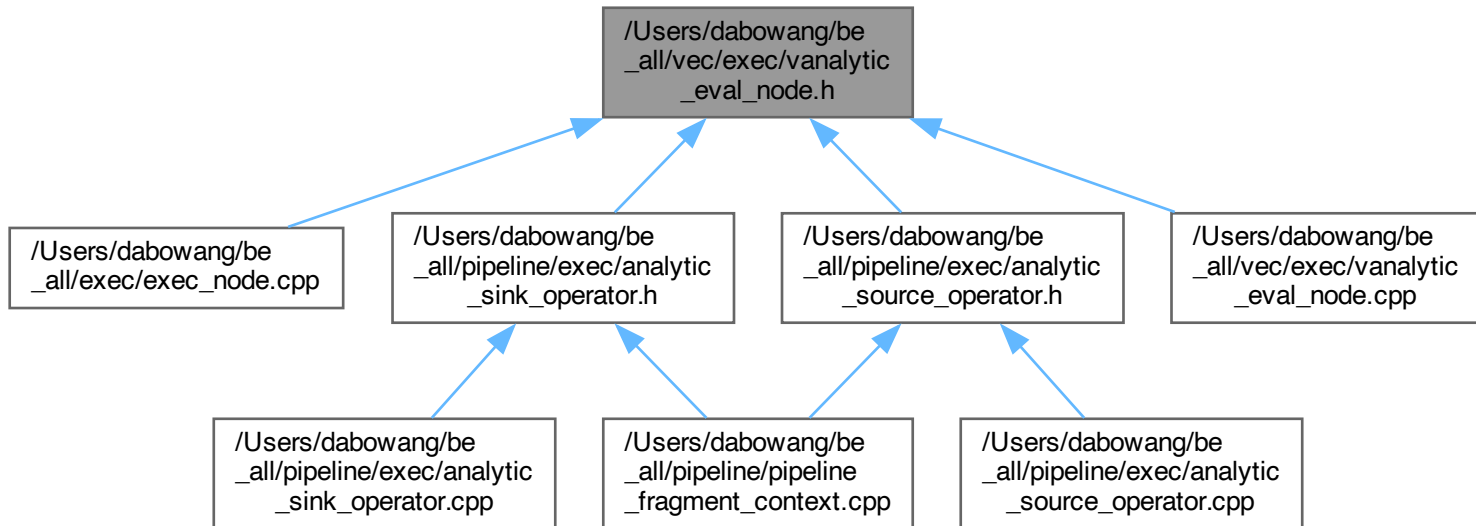 /Users/dabowang/be
_all/vec/exec/vanalytic
_eval_node.h
/Users/dabowang/be
_all/exec/exec_node.cpp
/Users/dabowang/be
_all/pipeline/exec/analytic
_sink_operator.h
/Users/dabowang/be
_all/pipeline/exec/analytic
_source_operator.h
/Users/dabowang/be
_all/vec/exec/vanalytic
_eval_node.cpp
/Users/dabowang/be
_all/pipeline/exec/analytic
_sink_operator.cpp
/Users/dabowang/be
_all/pipeline/pipeline
_fragment_context.cpp
/Users/dabowang/be
_all/pipeline/exec/analytic
_source_operator.cpp